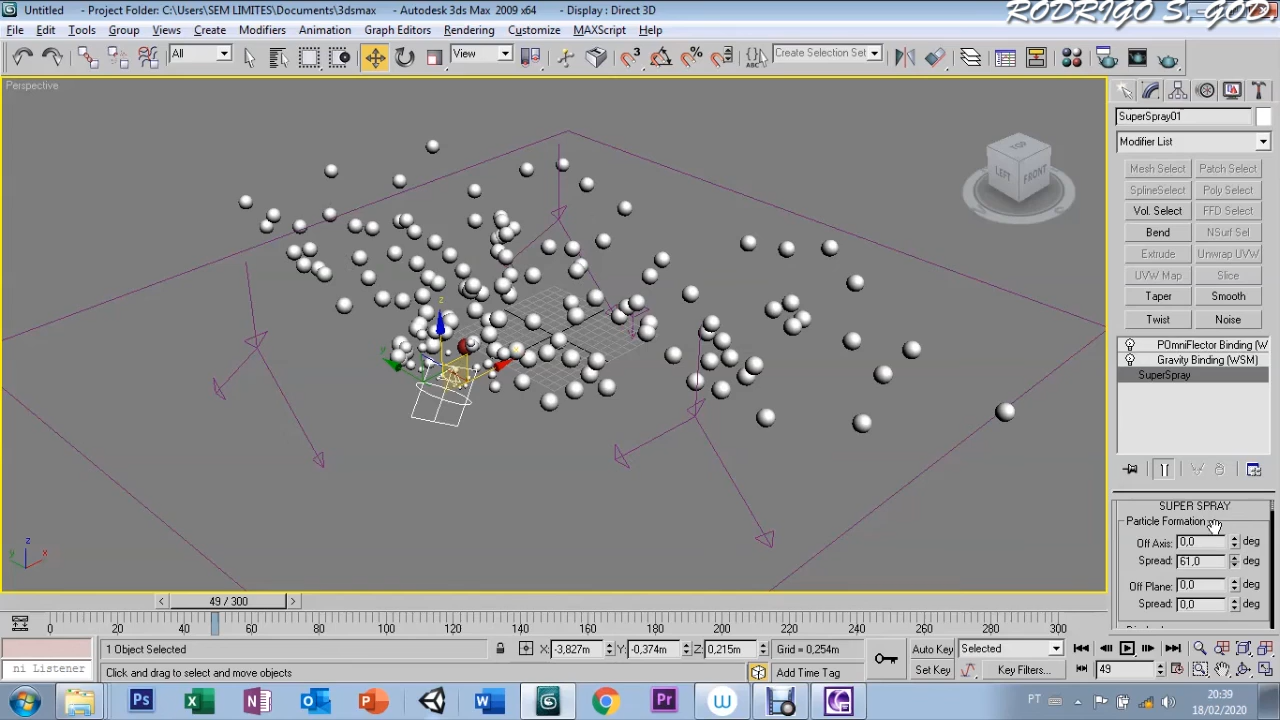 Untitled - Project Folder: C:\Users\SEM LIMITES\Documents\3dsmax - Autodesk 3ds Max 2009 x64 - Display : Direct 3D
RODRIGO S. GOD
File Edit Tools Group Views Create Modifiers Animation Graph Editors Rendering Customize MAXScript Help
All View Create Selection Set
Perspective
TOP
LEFT FRONT
SuperSpray01
Modifier List
Mesh Select Patch Select
SplineSelect Poly Select
Vol. Select FFD Select
Bend NSurf Sel
Extrude Unwrap UVW
UVW Map Slice
Taper Smooth
Twist Noise
POmniFlector Binding (W
Gravity Binding (WSM)
SuperSpray
SUPER SPRAY
Particle Formation:
Off Axis: 0,0 deg
Spread: 61,0 deg
Off Plane: 0,0 deg
Spread: 0,0 deg
z
y x
z
y x
49 / 300
0 20 40 60 80 100 120 140 160 180 200 220 240 260 280 300
1 Object Selected X: -3,827m Y: -0,374m Z: 0,215m Grid = 0,254m Auto Key Selected
ni Listener Click and drag to select and move objects Add Time Tag Set Key Key Filters... 49
PT 20:39
18/02/2020